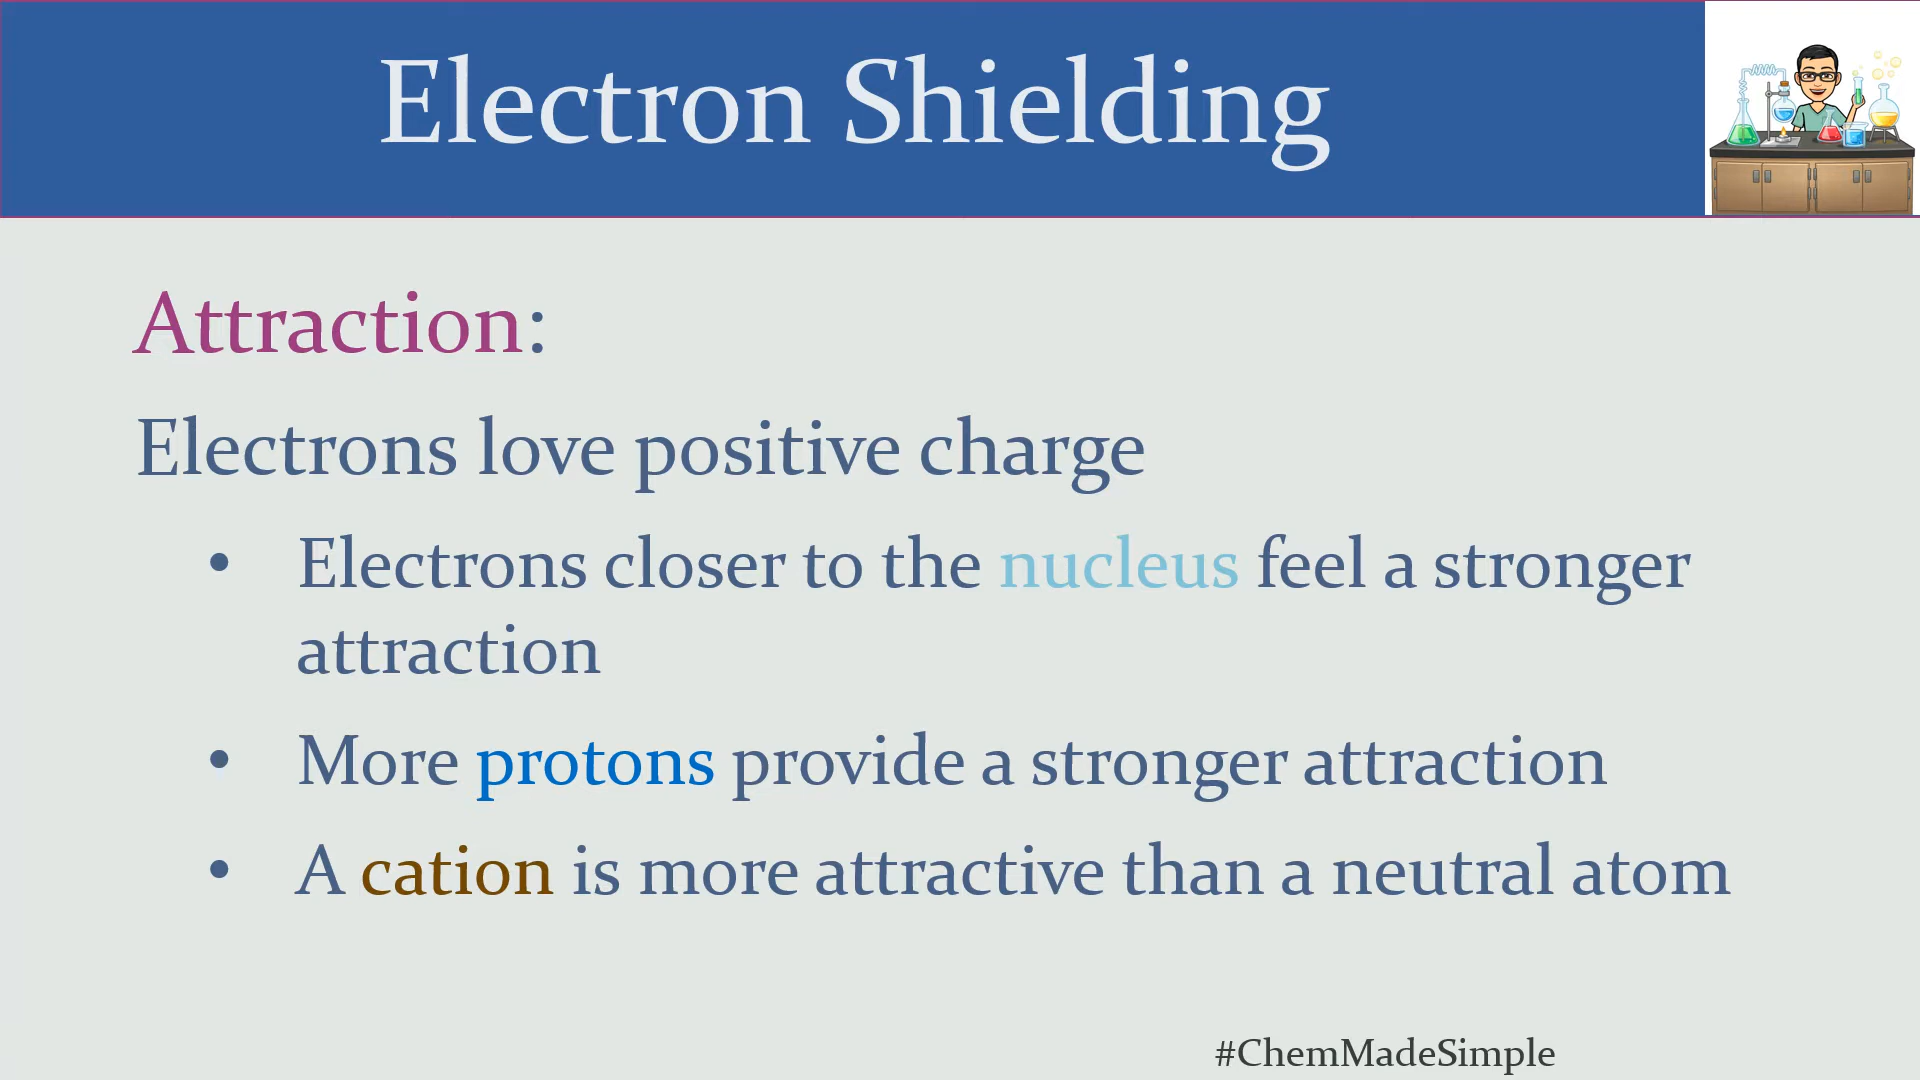 Electron Shielding
Attraction:
Electrons love positive charge
• Electrons closer to the nucleus feel a stronger
attraction
• More protons provide a stronger attraction
• A cation is more attractive than a neutral atom
#ChemMadeSimple